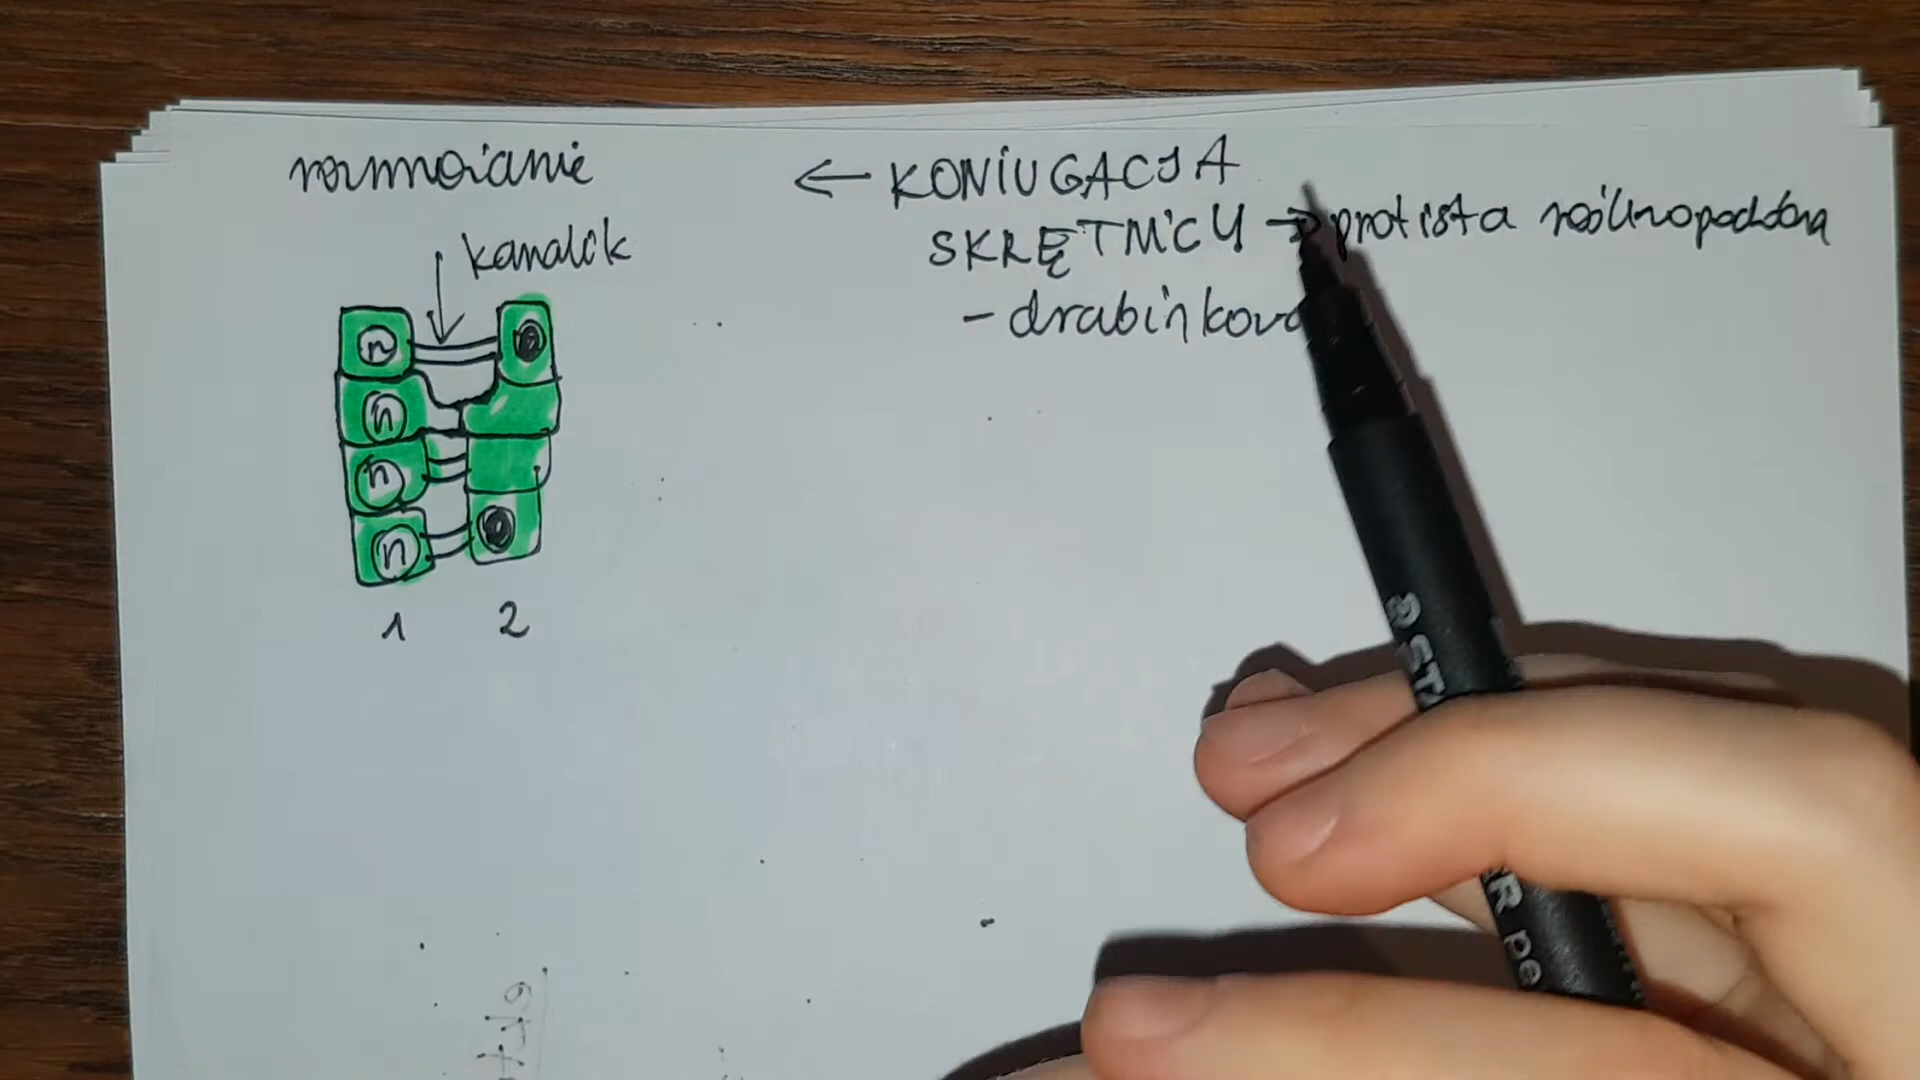 rozmnażanie
← KONIUGACJA
SKRĘTNICY → protista roślinopodobna
- drabinkowa
kanalik
n
n
n
n
1 2